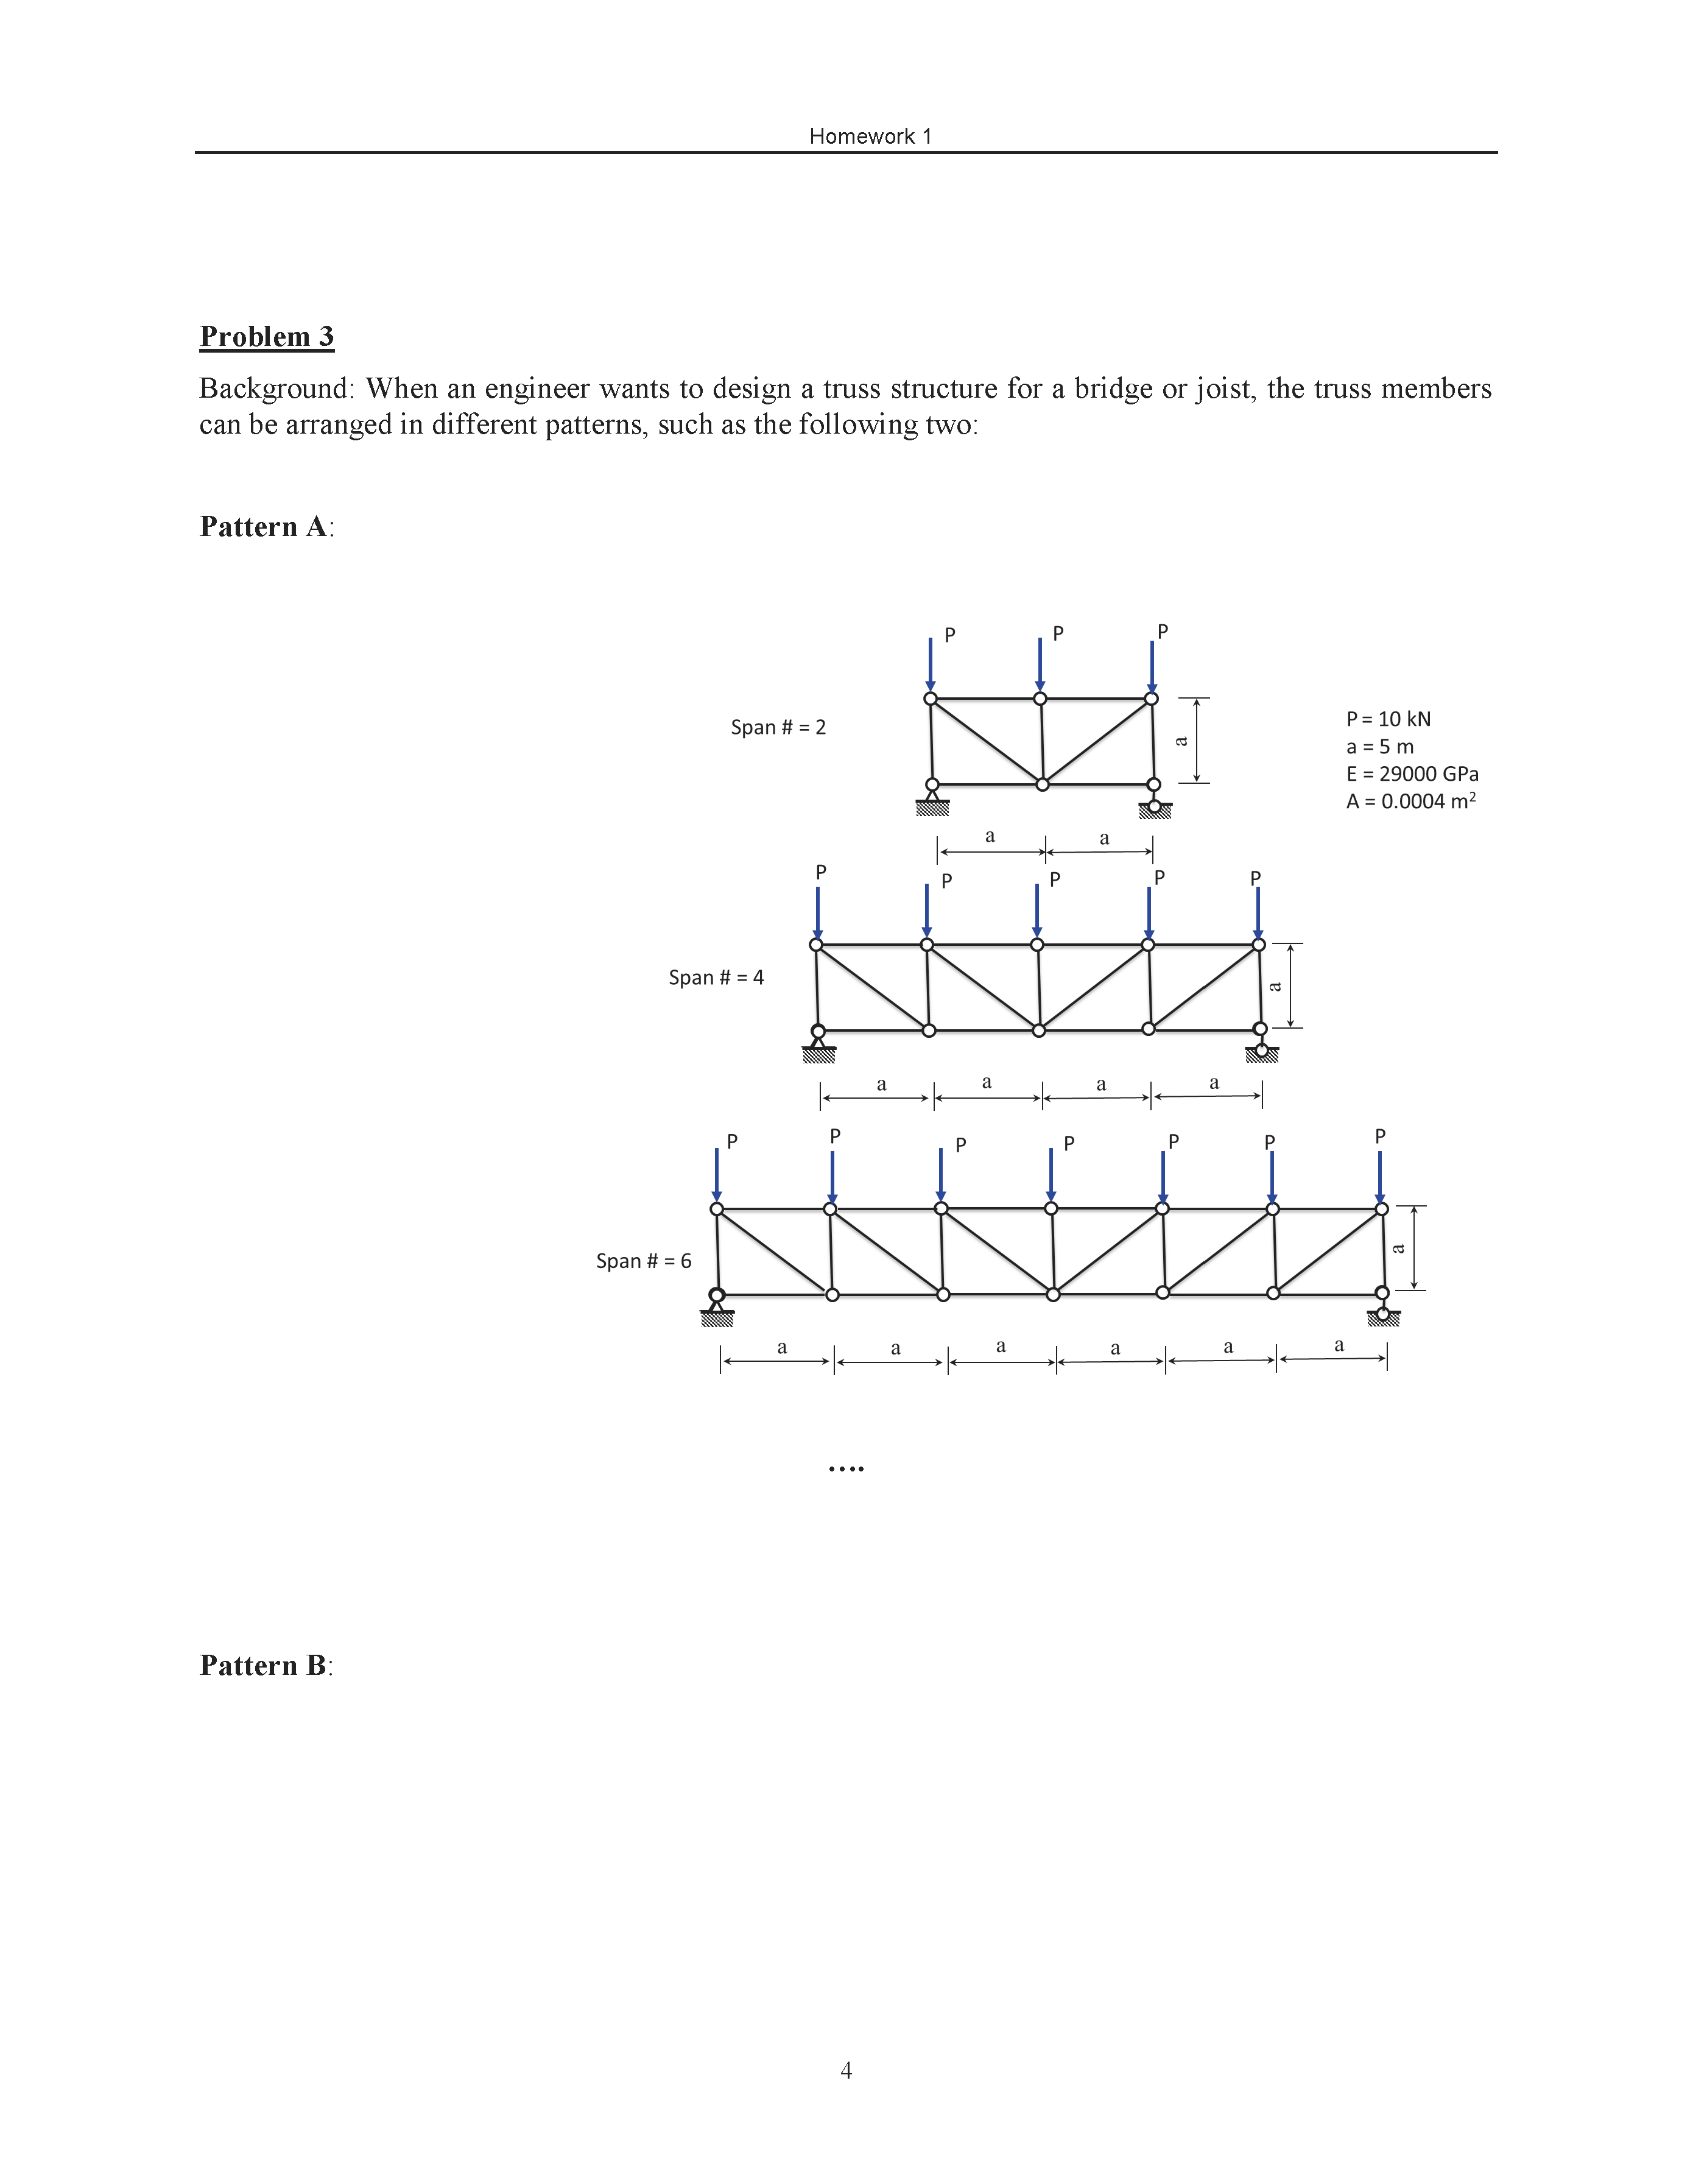 Homework 1
Problem 3
Background: When an engineer wants to design a truss structure for a bridge or joist, the truss members
can be arranged in different patterns, such as the following two:
Pattern A:
P P P
Span # = 2
a
P = 10 kN
a = 5 m
E = 29000 GPa
A = 0.0004 m²
a a
P P P P P
Span # = 4
a
a a a a
P P P P P P P
Span # = 6
a
a a a a a a
....
Pattern B:
4